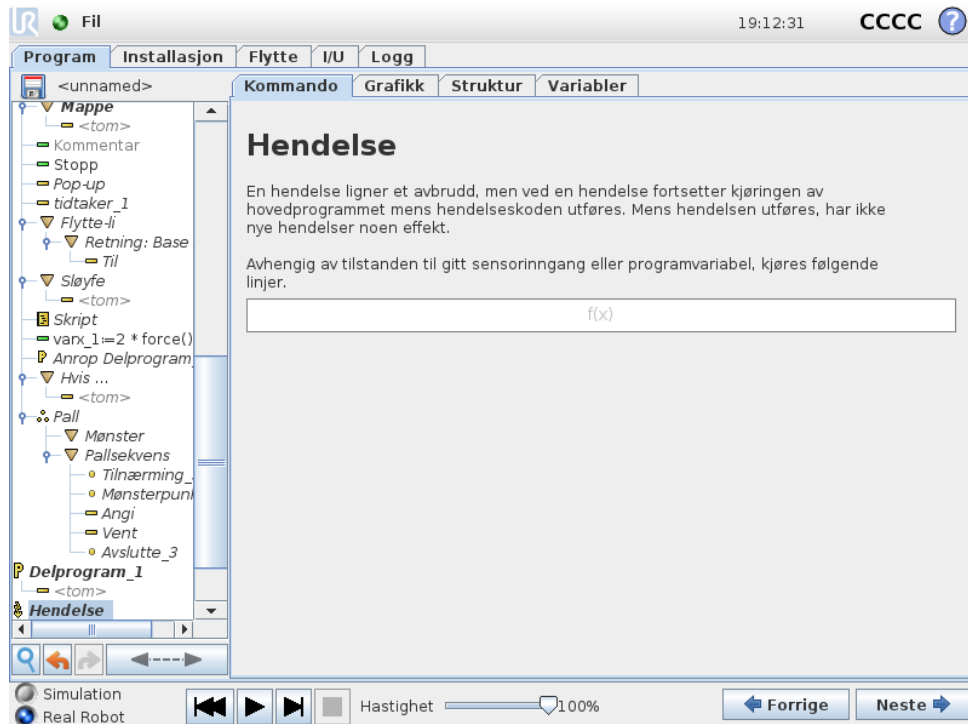 UR Fil 19:12:31 CCCC ?
Program Installasjon Flytte I/U Logg
<unnamed>
Kommando Grafikk Struktur Variabler
Mappe
<tom>
Kommentar
Stopp
Pop-up
tidtaker_1
Flytte-li
Retning: Base
Til
Sløyfe
<tom>
Skript
varx_1:=2 * force()
Anrop Delprogram_
Hvis ...
<tom>
Pall
Mønster
Pallsekvens
Tilnærming_
Mønsterpunk
Angi
Vent
Avslutte_3
P Delprogram_1
<tom>
Hendelse
Hendelse
En hendelse ligner et avbrudd, men ved en hendelse fortsetter kjøringen av
hovedprogrammet mens hendelseskoden utføres. Mens hendelsen utføres, har ikke
nye hendelser noen effekt.
Avhengig av tilstanden til gitt sensorinngang eller programvariabel, kjøres følgende
linjer.
f(x)
Simulation
Real Robot
Hastighet 100%
Forrige Neste